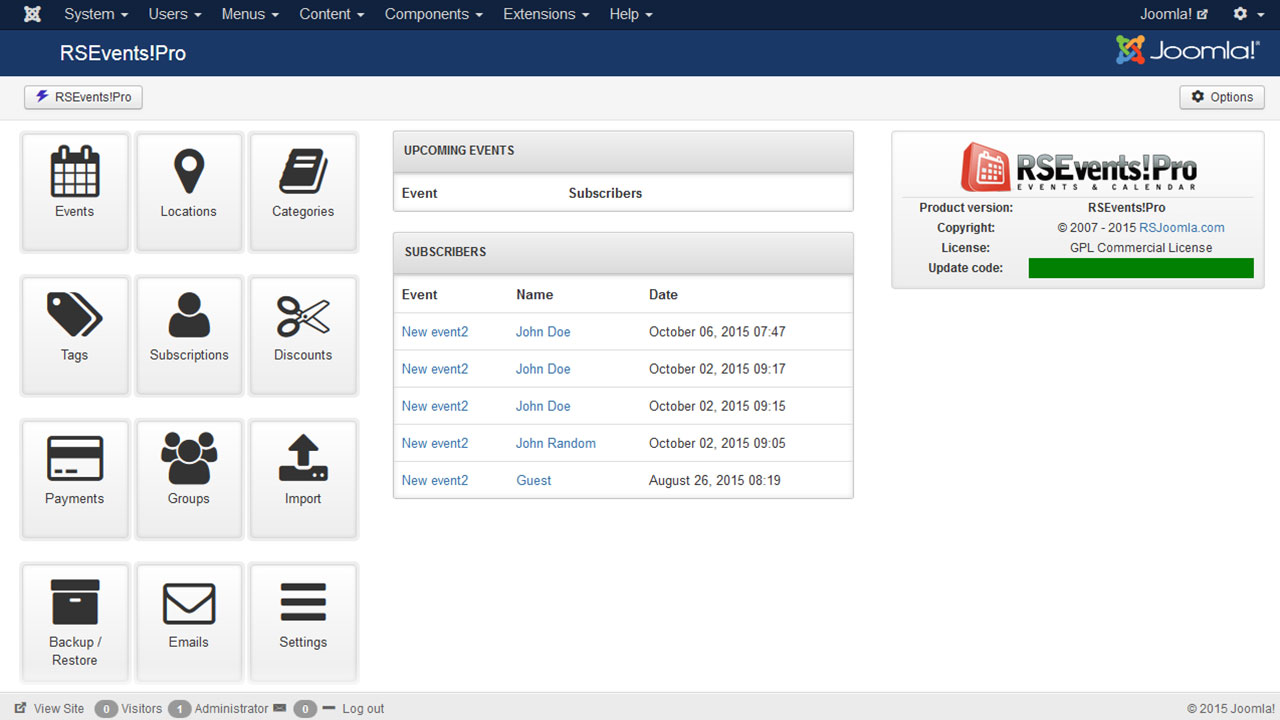 System Users Menus Content Components Extensions Help Joomla!
RSEvents!Pro Joomla!®
RSEvents!Pro Options
Events Locations Categories
Tags Subscriptions Discounts
Payments Groups Import
Backup / Restore Emails Settings
UPCOMING EVENTS
Event Subscribers
SUBSCRIBERS
Event Name Date
New event2 John Doe October 06, 2015 07:47
New event2 John Doe October 02, 2015 09:17
New event2 John Doe October 02, 2015 09:15
New event2 John Random October 02, 2015 09:05
New event2 Guest August 26, 2015 08:19
RSEvents!Pro
EVENTS & CALENDAR
Product version: RSEvents!Pro
Copyright: © 2007 - 2015 RSJoomla.com
License: GPL Commercial License
Update code:
View Site 0 Visitors 1 Administrator 0 Log out © 2015 Joomla!